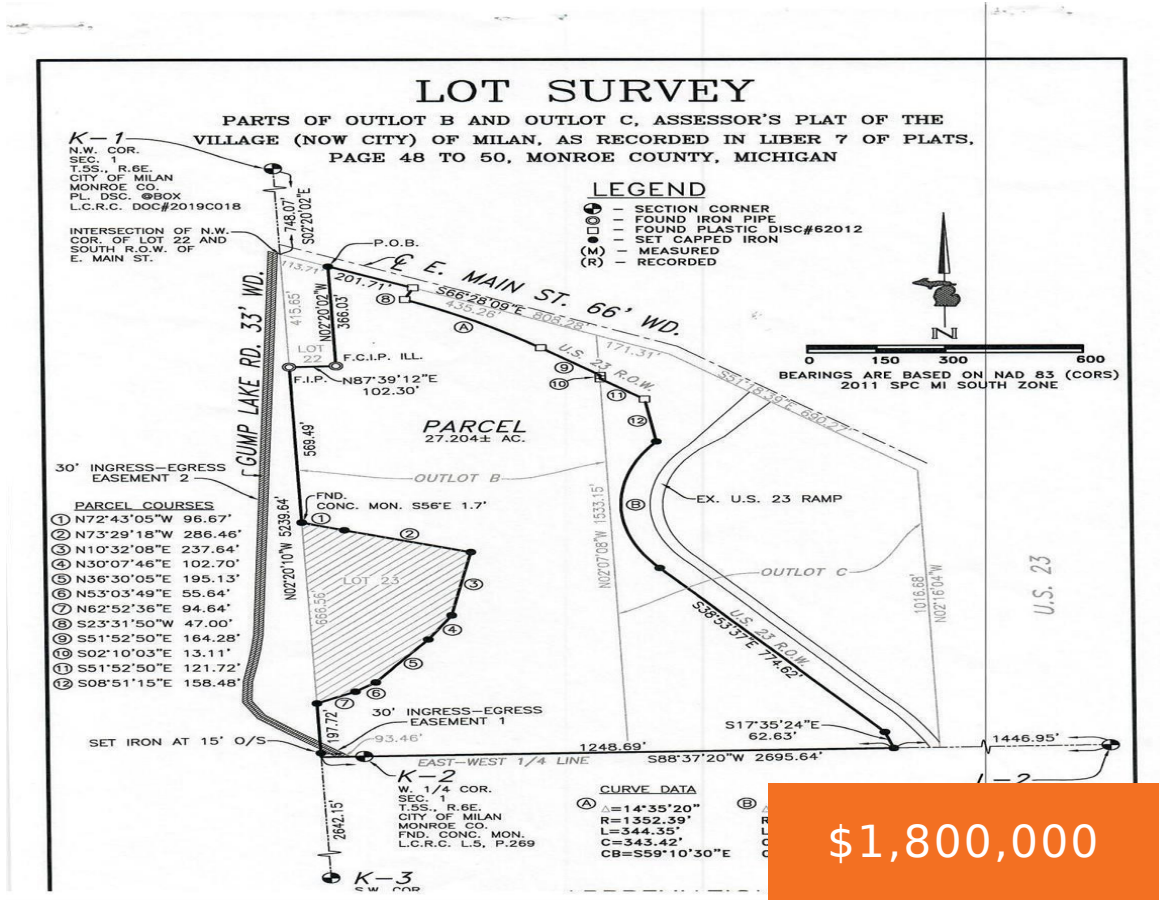 LOT SURVEY
PARTS OF OUTLOT B AND OUTLOT C, ASSESSOR'S PLAT OF THE
VILLAGE (NOW CITY) OF MILAN, AS RECORDED IN LIBER 7 OF PLATS,
PAGE 48 TO 50, MONROE COUNTY, MICHIGAN
K-1
N.W. COR.
SEC. 1
T.5S., R.6E.
CITY OF MILAN
MONROE CO.
PL. DSC. @BOX
L.C.R.C. DOC#2019C018
INTERSECTION OF N.W.
COR. OF LOT 22 AND
SOUTH R.O.W. OF
E. MAIN ST.
748.07'
S02°20'02"E
LEGEND
– SECTION CORNER
– FOUND IRON PIPE
– FOUND PLASTIC DISC#62012
– SET CAPPED IRON
(M) – MEASURED
(R) – RECORDED
P.O.B.
113.71'
201.71'
E. MAIN ST. 66' WD.
S66°28'09"E 808.28'
435.26'
171.31'
S51°18'39"E 690.27'
N
0 150 300 600
BEARINGS ARE BASED ON NAD 83 (CORS)
2011 SPC MI SOUTH ZONE
GUMP LAKE RD. 33' WD.
415.65'
N02°20'02"W
366.03'
LOT
22
F.C.I.P. ILL.
F.I.P.
N87°39'12"E
102.30'
8
A
9
10
11
12
U.S. 23 R.O.W.
PARCEL
27.204± AC.
569.49'
OUTLOT B
30' INGRESS–EGRESS
EASEMENT 2
FND.
CONC. MON. S56°E 1.7'
N02°20'10"W 5239.64'
N02°07'08"W 1533.15'
B
EX. U.S. 23 RAMP
OUTLOT C
1016.68'
N02°16'04"W
U.S. 23
PARCEL COURSES
1 N72°43'05"W 96.67'
2 N73°29'18"W 286.46'
3 N10°32'08"E 237.64'
4 N30°07'46"E 102.70'
5 N36°30'05"E 195.13'
6 N53°03'49"E 55.64'
7 N62°52'36"E 94.64'
8 S23°31'50"W 47.00'
9 S51°52'50"E 164.28'
10 S02°10'03"E 13.11'
11 S51°52'50"E 121.72'
12 S08°51'15"E 158.48'
1
2
3
4
5
6
7
LOT 23
666.56'
U.S. 23 R.O.W.
S38°53'37"E 774.62'
S17°35'24"E
62.63'
30' INGRESS–EGRESS
EASEMENT 1
197.72'
93.46'
SET IRON AT 15' O/S
1248.69'
1446.95'
EAST–WEST 1/4 LINE
S88°37'20"W 2695.64'
K-2
W. 1/4 COR.
SEC. 1
T.5S., R.6E.
CITY OF MILAN
MONROE CO.
FND. CONC. MON.
L.C.R.C. L.5, P.269
2642.15'
K-3
S.W. COR.
CURVE DATA
A △=14°35'20"
R=1352.39'
L=344.35'
C=343.42'
CB=S59°10'30"E
B
$1,800,000